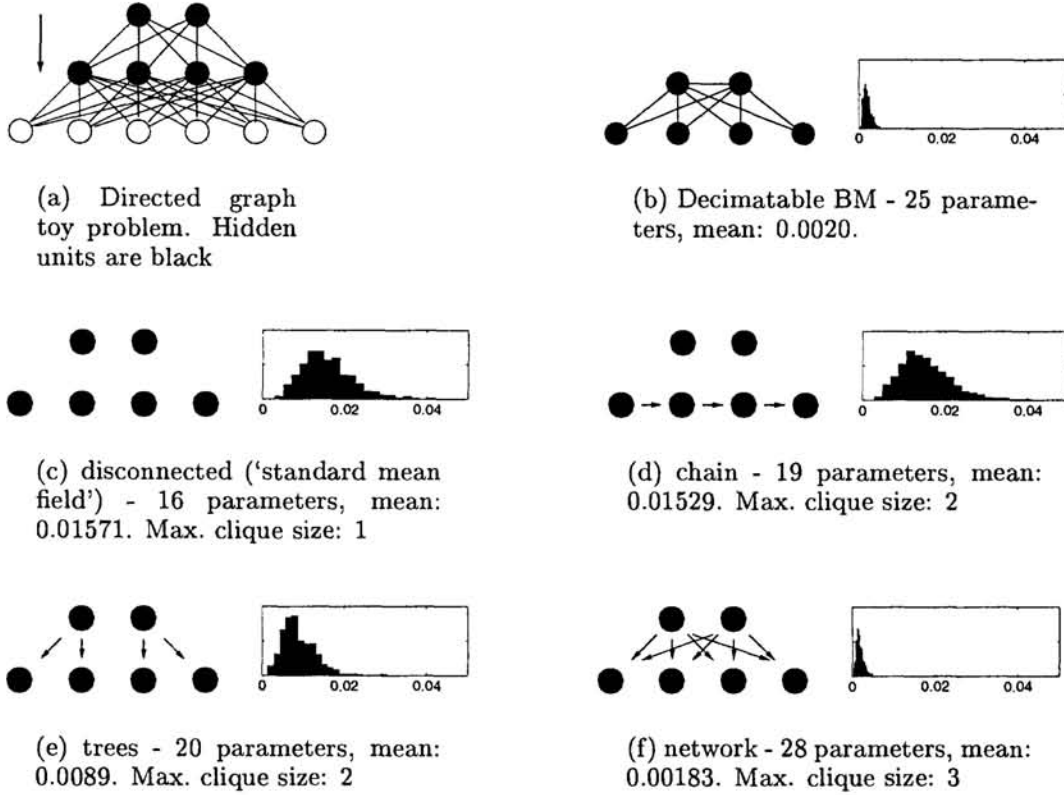 (a) Directed graph
toy problem. Hidden
units are black
0 0.02 0.04
(b) Decimatable BM - 25 parame-
ters, mean: 0.0020.
0 0.02 0.04
(c) disconnected (‘standard mean
field’) - 16 parameters, mean:
0.01571. Max. clique size: 1
0 0.02 0.04
(d) chain - 19 parameters, mean:
0.01529. Max. clique size: 2
0 0.02 0.04
(e) trees - 20 parameters, mean:
0.0089. Max. clique size: 2
0 0.02 0.04
(f) network - 28 parameters, mean:
0.00183. Max. clique size: 3